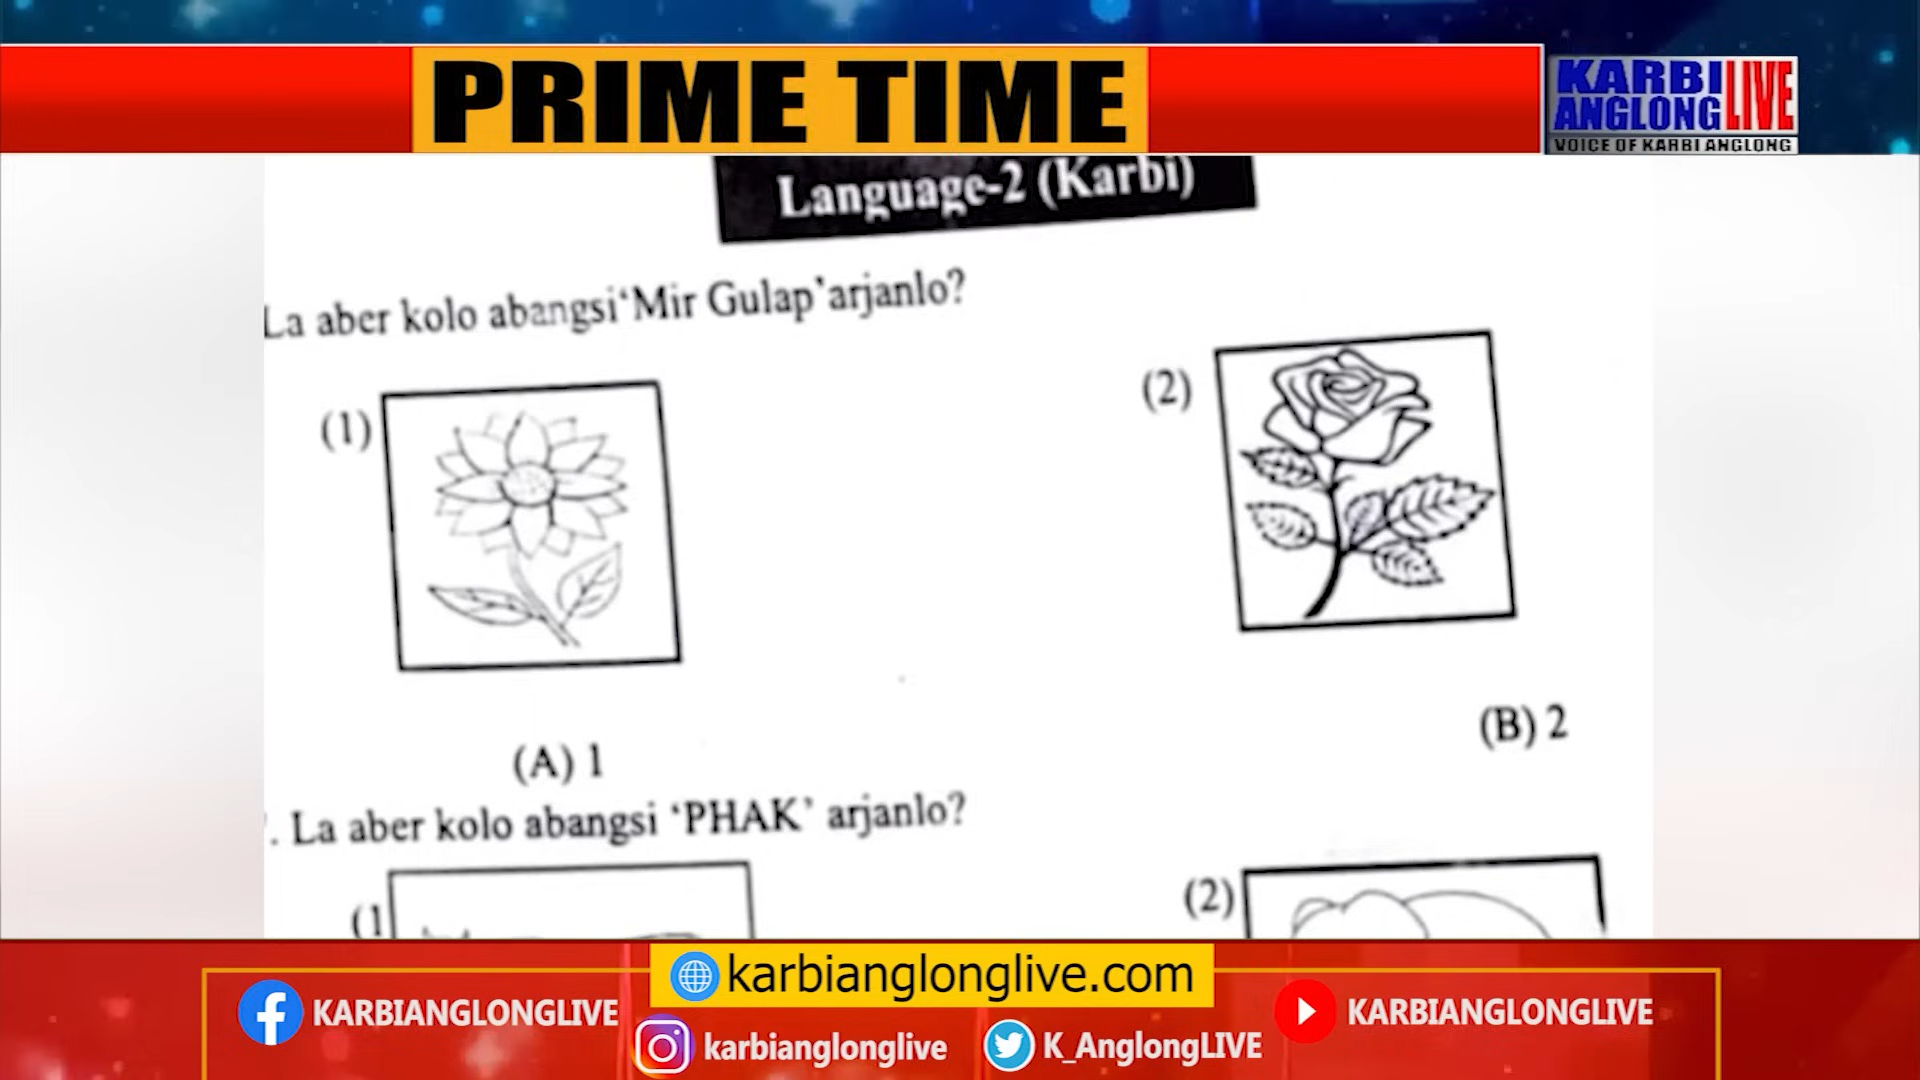 PRIME TIME
KARBI ANGLONG LIVE
VOICE OF KARBI ANGLONG
Language-2 (Karbi)
La aber kolo abangsi ‘Mir Gulap’ arjanlo?
(1)
(2)
(A) 1
(B) 2
. La aber kolo abangsi ‘PHAK’ arjanlo?
(1
(2)
karbianglonglive.com
KARBIANGLONGLIVE
karbianglonglive
K_AnglongLIVE
KARBIANGLONGLIVE